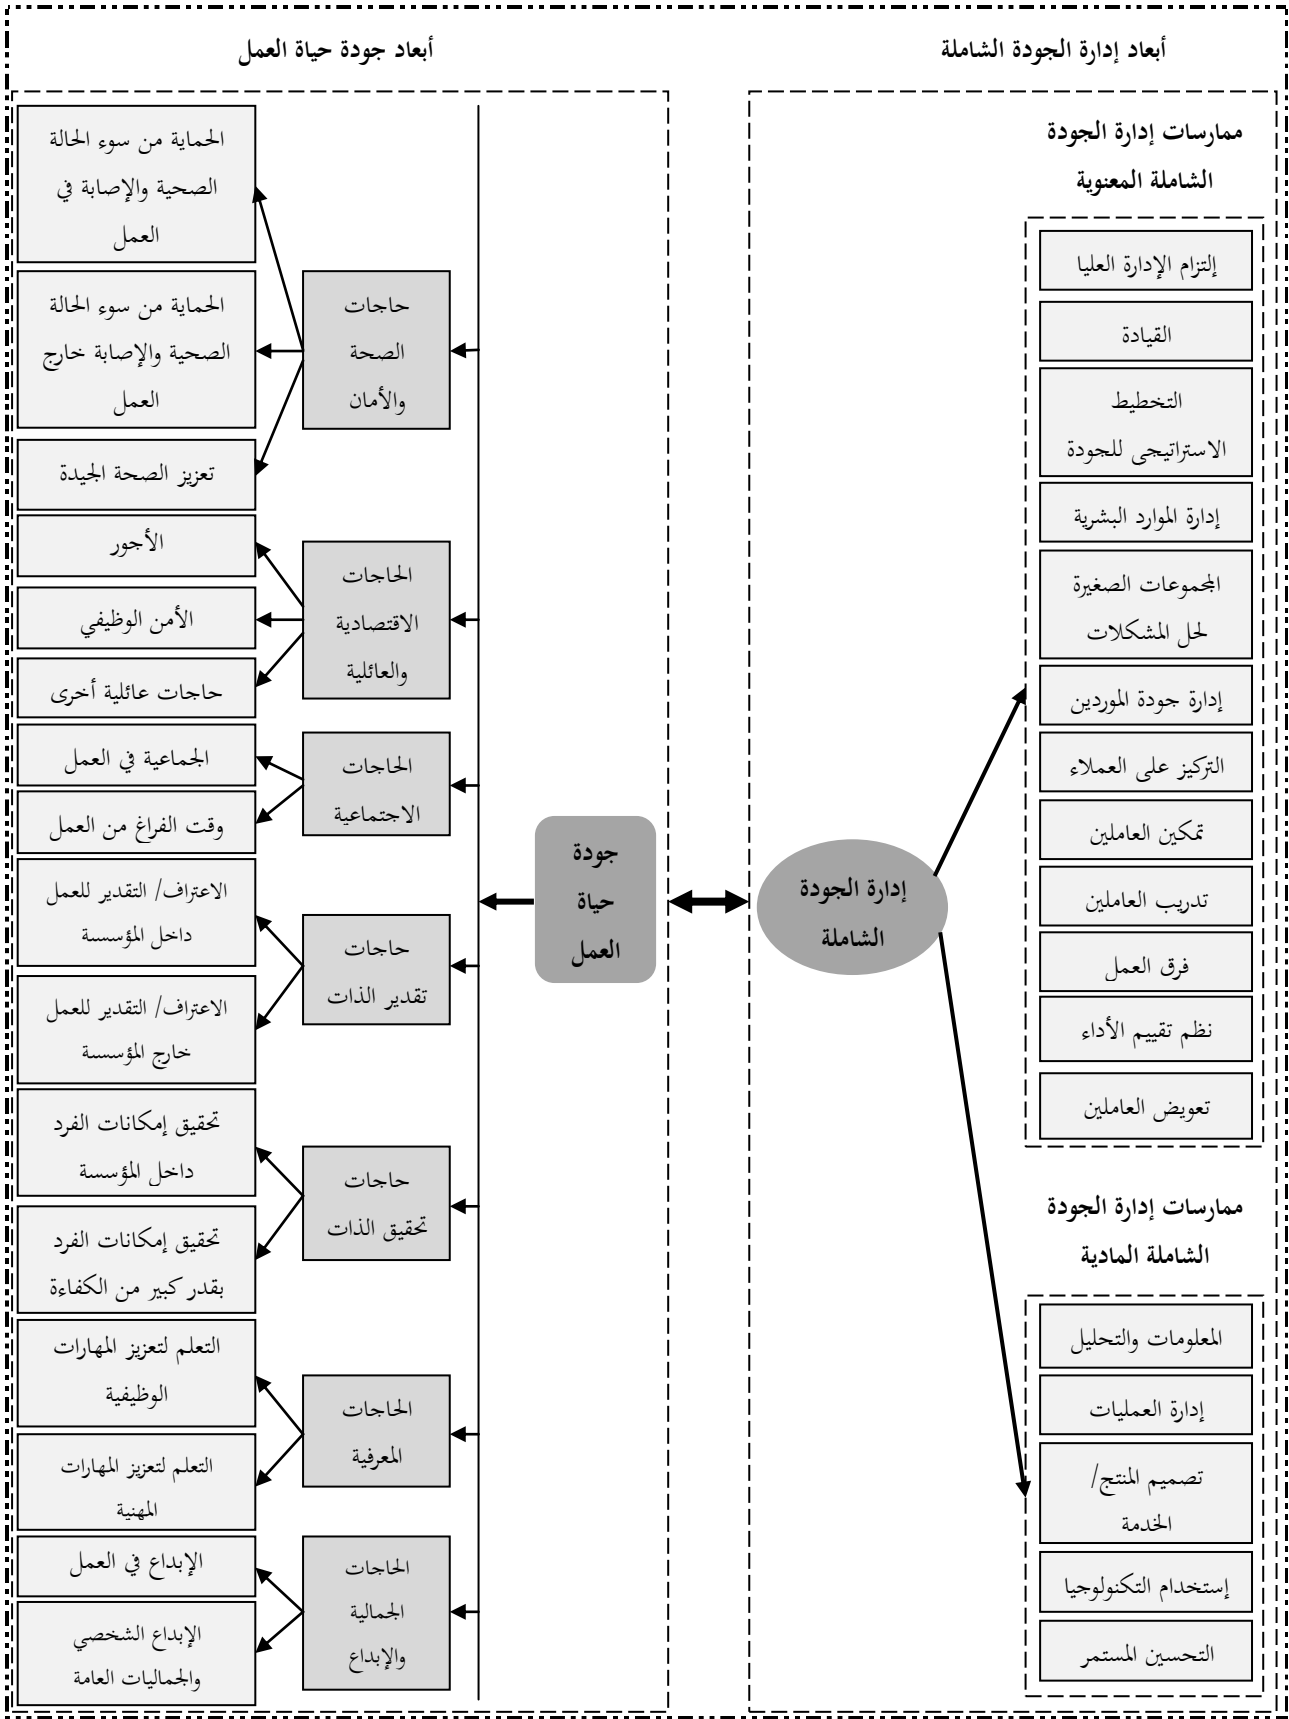 أبعاد إدارة الجودة الشاملة
ممارسات إدارة الجودة
الشاملة المعنوية
إلتزام الإدارة العليا
القيادة
التخطيط
الاستراتيجى للجودة
إدارة الموارد البشرية
المجموعات الصغيرة
لحل المشكلات
إدارة جودة الموردين
التركيز على العملاء
تمكين العاملين
تدريب العاملين
فرق العمل
نظم تقييم الأداء
تعويض العاملين
ممارسات إدارة الجودة
الشاملة المادية
المعلومات والتحليل
إدارة العمليات
تصميم المنتج/
الخدمة
إستخدام التكنولوجيا
التحسين المستمر
إدارة الجودة
الشاملة
أبعاد جودة حياة العمل
جودة
حياة
العمل
حاجات
الصحة
والأمان
الحماية من سوء الحالة
الصحية والإصابة في
العمل
الحماية من سوء الحالة
الصحية والإصابة خارج
العمل
تعزيز الصحة الجيدة
الحاجات
الاقتصادية
والعائلية
الأجور
الأمن الوظيفي
حاجات عائلية أخرى
الحاجات
الاجتماعية
الجماعية في العمل
وقت الفراغ من العمل
حاجات
تقدير الذات
الاعتراف/ التقدير للعمل
داخل المؤسسة
الاعتراف/ التقدير للعمل
خارج المؤسسة
حاجات
تحقيق الذات
تحقيق إمكانات الفرد
داخل المؤسسة
تحقيق إمكانات الفرد
بقدر كبير من الكفاءة
الحاجات
المعرفية
التعلم لتعزيز المهارات
الوظيفية
التعلم لتعزيز المهارات
المهنية
الحاجات
الجمالية
والإبداع
الإبداع في العمل
الإبداع الشخصي
والجماليات العامة